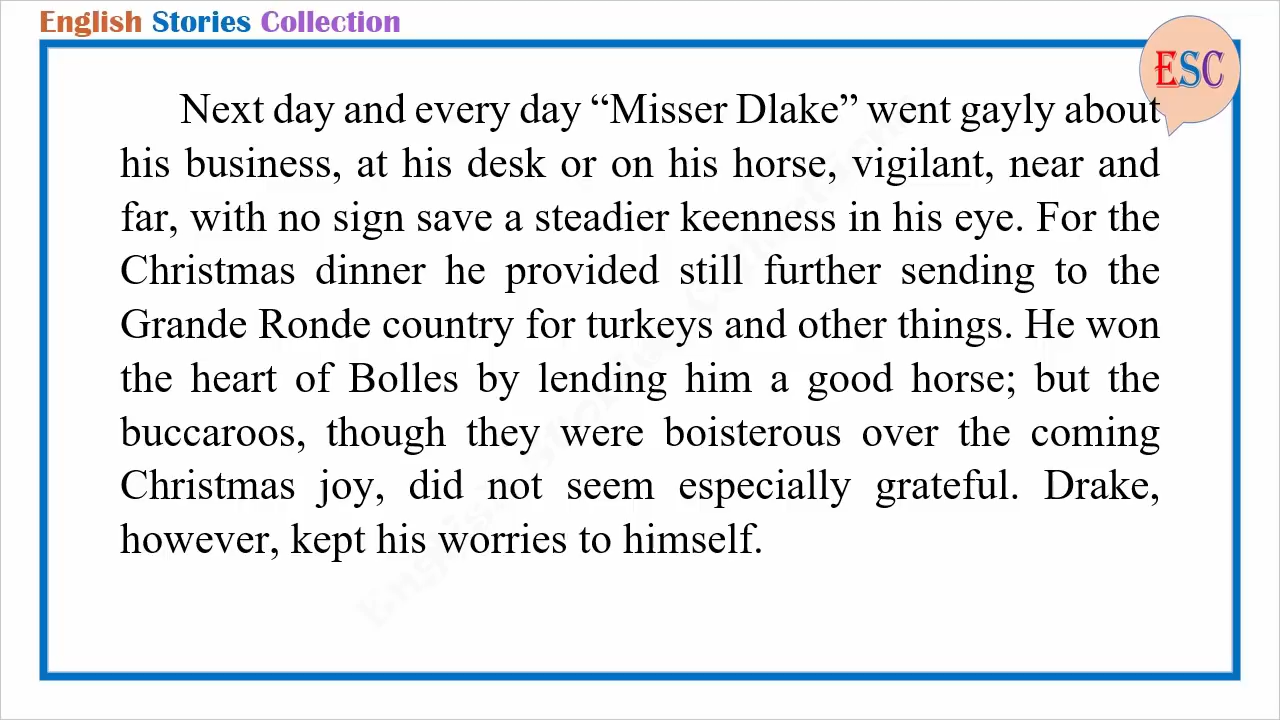 English Stories Collection
ESC
Next day and every day “Misser Dlake” went gayly about
his business, at his desk or on his horse, vigilant, near and
far, with no sign save a steadier keenness in his eye. For the
Christmas dinner he provided still further sending to the
Grande Ronde country for turkeys and other things. He won
the heart of Bolles by lending him a good horse; but the
buccaroos, though they were boisterous over the coming
Christmas joy, did not seem especially grateful. Drake,
however, kept his worries to himself.
English Stories Collection